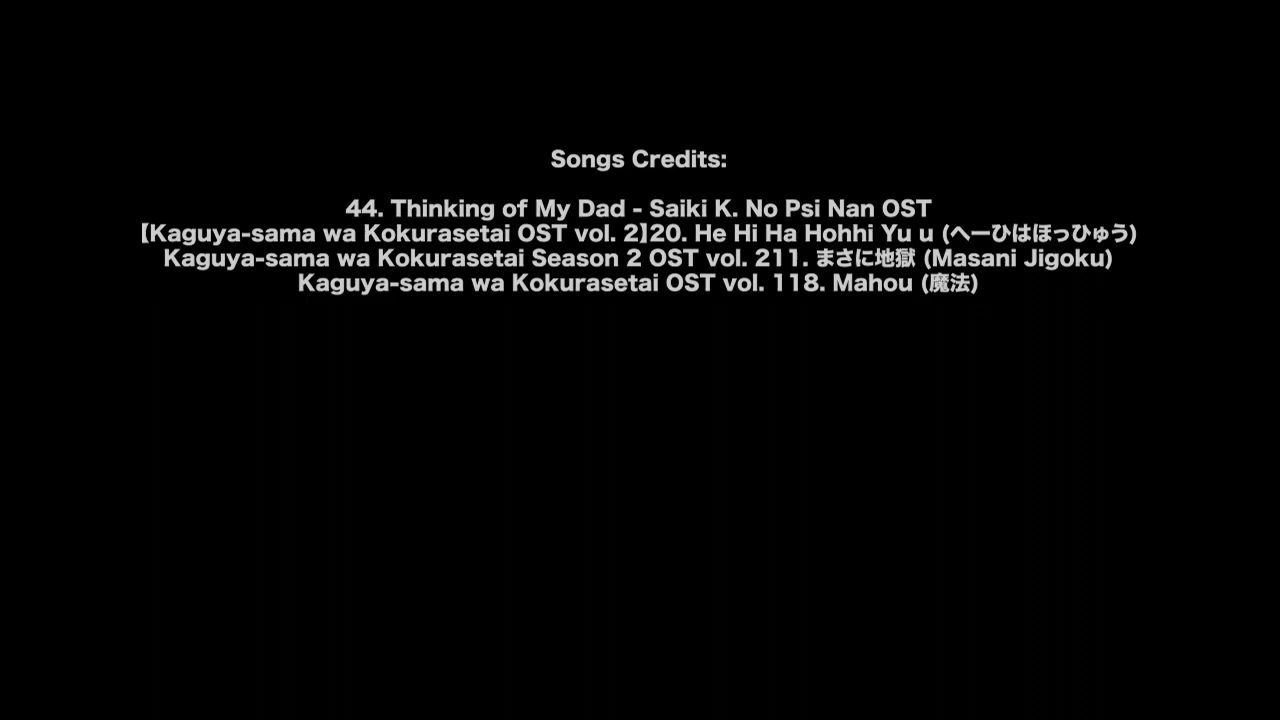 Songs Credits:
44. Thinking of My Dad - Saiki K. No Psi Nan OST
【Kaguya-sama wa Kokurasetai OST vol. 2】20. He Hi Ha Hohhi Yu u (へーひはほっひゅう)
Kaguya-sama wa Kokurasetai Season 2 OST vol. 211. まさに地獄 (Masani Jigoku)
Kaguya-sama wa Kokurasetai OST vol. 118. Mahou (魔法)